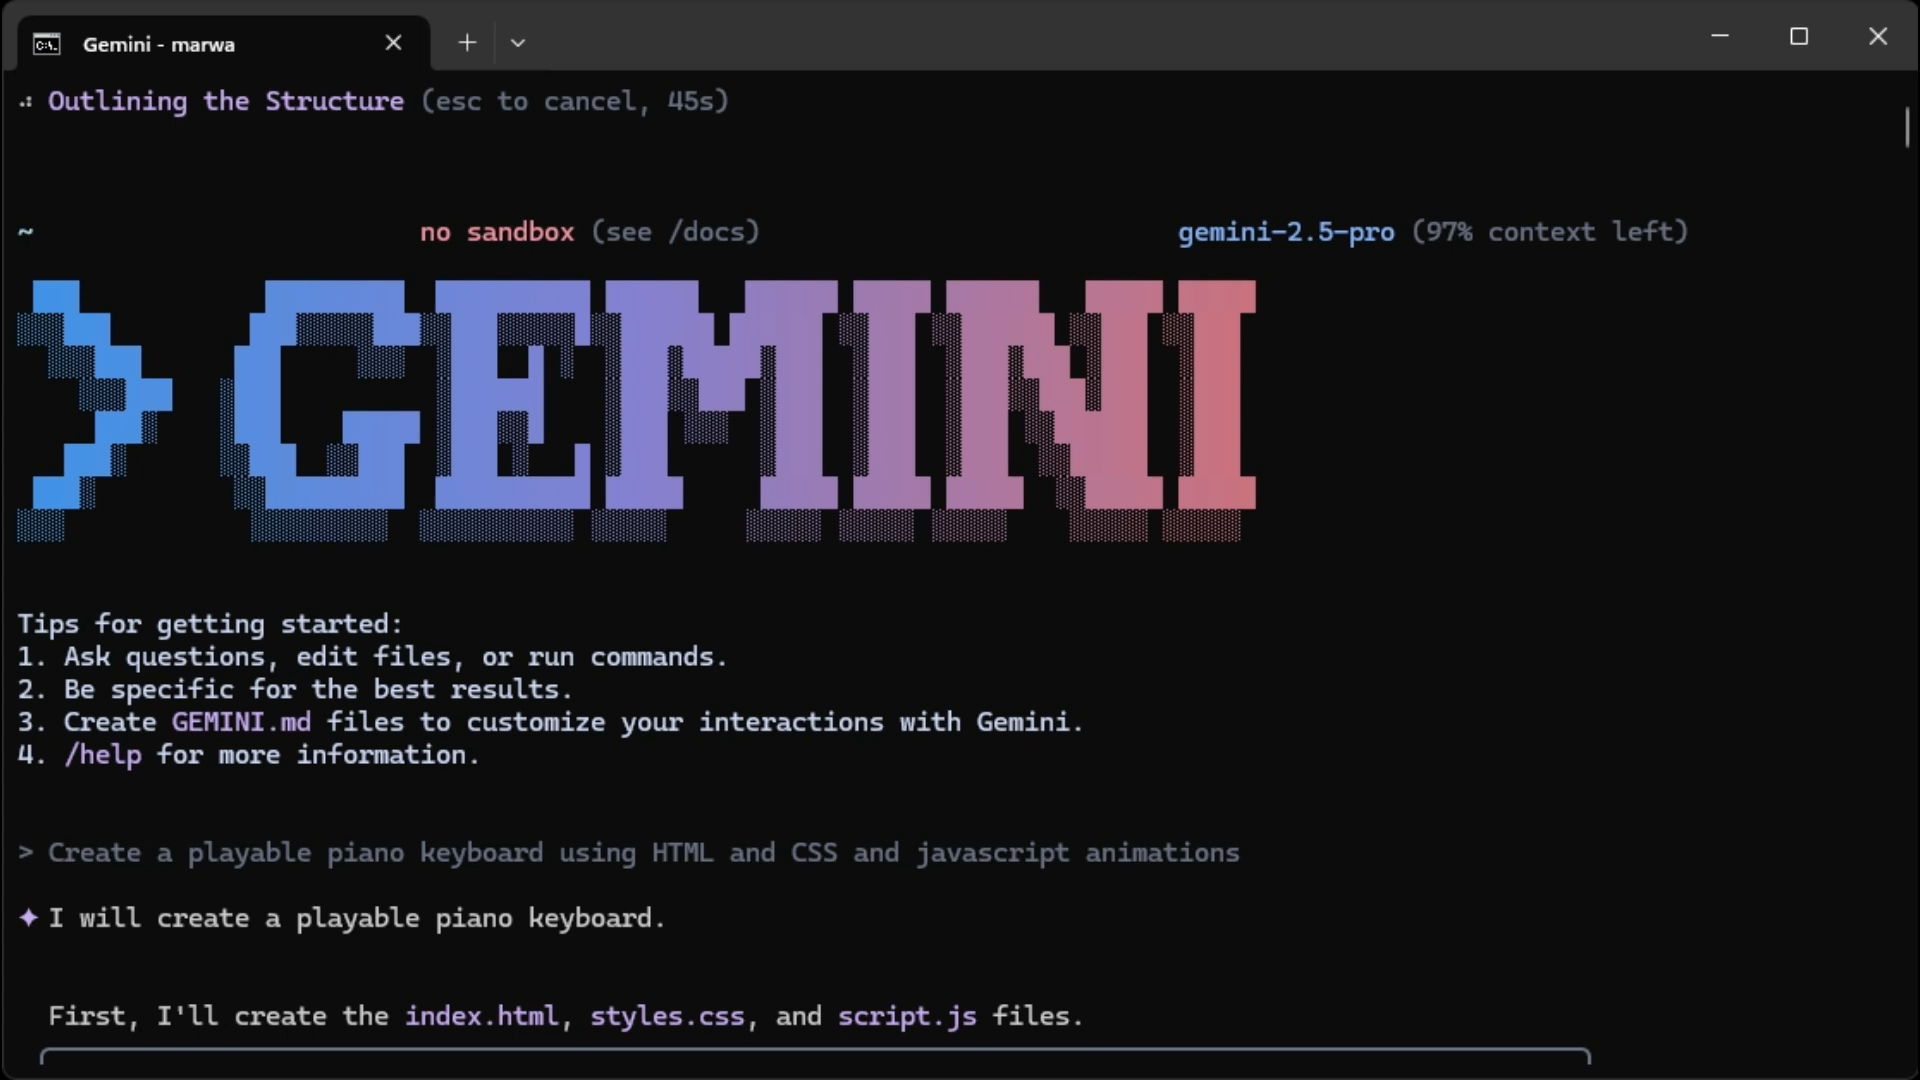 Gemini - marwa
Outlining the Structure (esc to cancel, 45s)
~ no sandbox (see /docs) gemini-2.5-pro (97% context left)
> GEMINI
Tips for getting started:
1. Ask questions, edit files, or run commands.
2. Be specific for the best results.
3. Create GEMINI.md files to customize your interactions with Gemini.
4. /help for more information.
> Create a playable piano keyboard using HTML and CSS and javascript animations
✦ I will create a playable piano keyboard.
First, I'll create the index.html, styles.css, and script.js files.